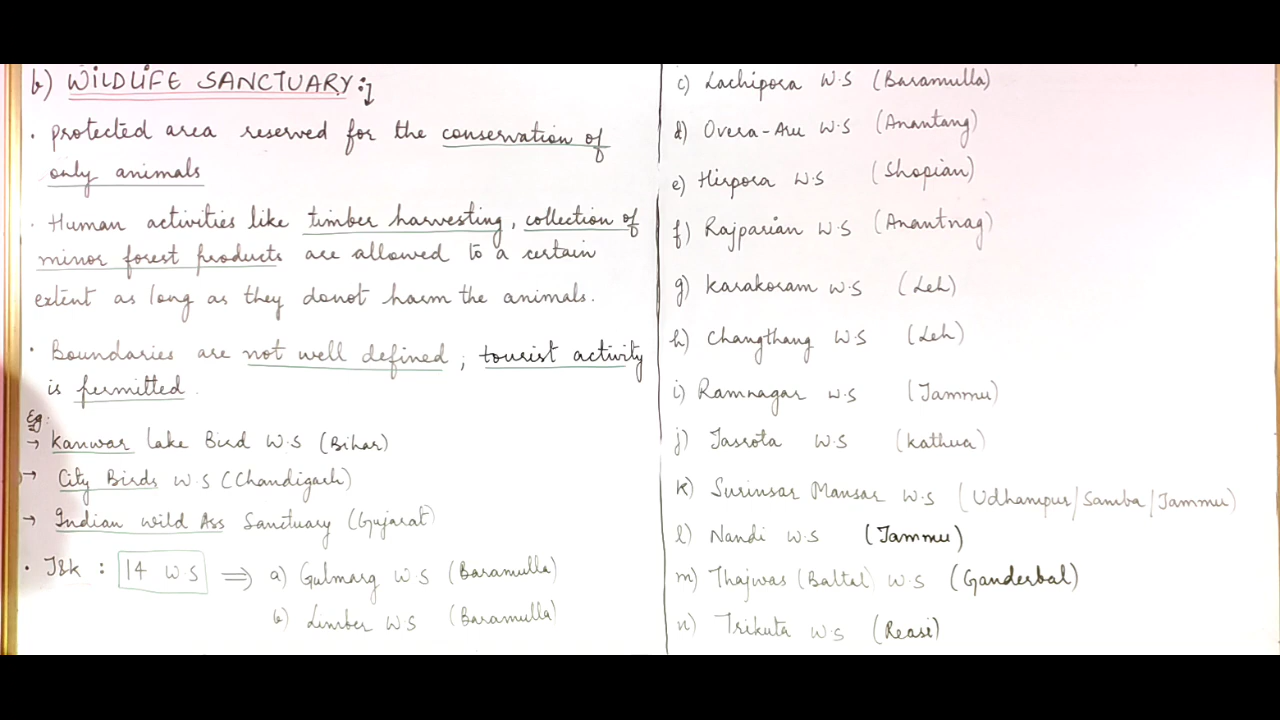 b) WILDLIFE SANCTUARY:
• protected area reserved for the conservation of
only animals
• Human activities like timber harvesting, collection of
minor forest products are allowed to a certain
extent as long as they donot harm the animals.
• Boundaries are not well defined, tourist activity
is permitted.
Eg:
→ Kanwar lake Bird W.S (Bihar)
→ City Birds W.S (Chandigarh)
→ Indian Wild Ass Sanctuary (Gujarat)
• J&K : 14 W.S ⇒ a) Gulmarg W.S (Baramulla)
b) Limber W.S (Baramulla)
c) Lachipora W.S (Baramulla)
d) Overa-Aru W.S (Anantang)
e) Hirpora W.S (Shopian)
f) Rajparian W.S (Anantnag)
g) Karakoram W.S (Leh)
h) Changthang W.S (Leh)
i) Ramnagar W.S (Jammu)
j) Jasrota W.S (Kathua)
k) Surinsar Mansar W.S (Udhampur/Samba/Jammu)
l) Nandi W.S (Jammu)
m) Thajwas (Baltal) W.S (Ganderbal)
n) Trikuta W.S (Reasi)